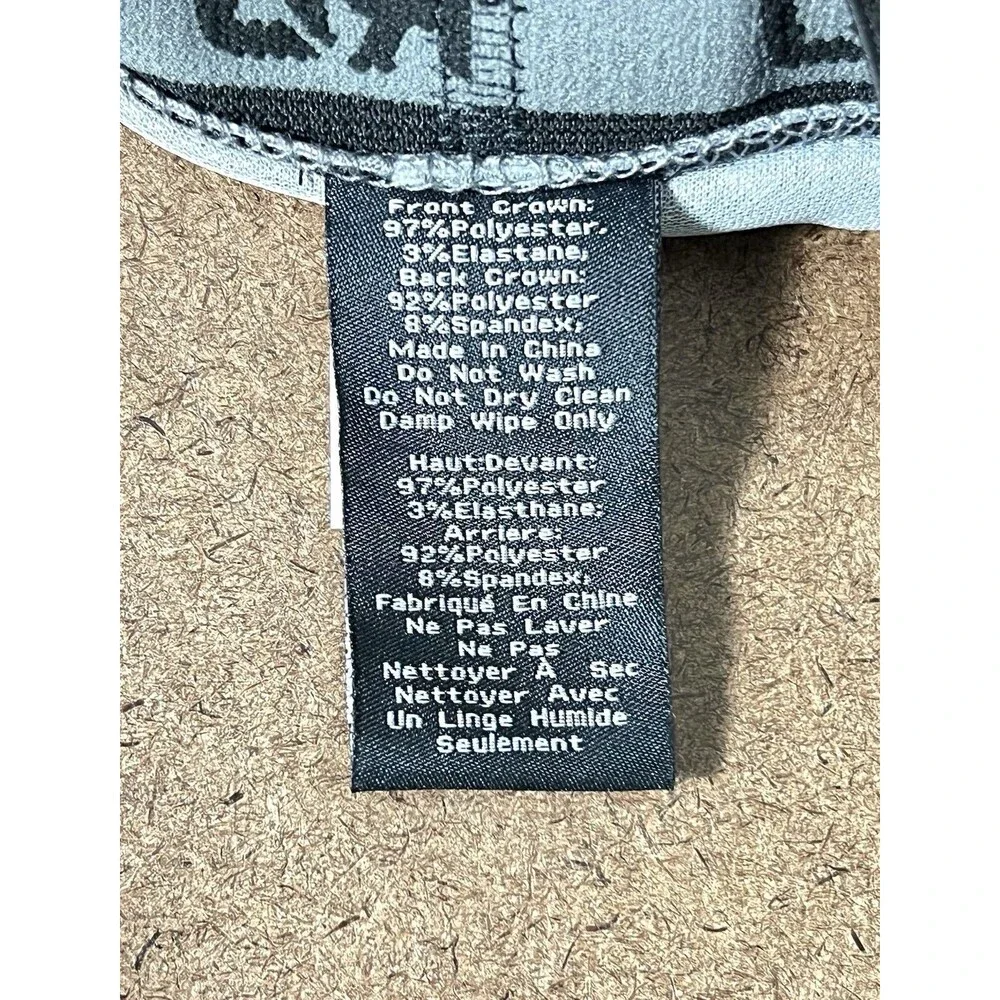 Front Crown:
97%Polyester.
3%Elastane;
Back Crown:
92%Polyester
8%Spandex;
Made In China
Do Not Wash
Do Not Dry Clean
Damp Wipe Only
Haut:Devant:
97%Polyester
3%Elasthane;
Arriere:
92%Polyester
8%Spandex;
Fabriqué En Chine
Ne Pas Laver
Ne Pas
Nettoyer À Sec
Nettoyer Avec
Un Linge Humide
Seulement